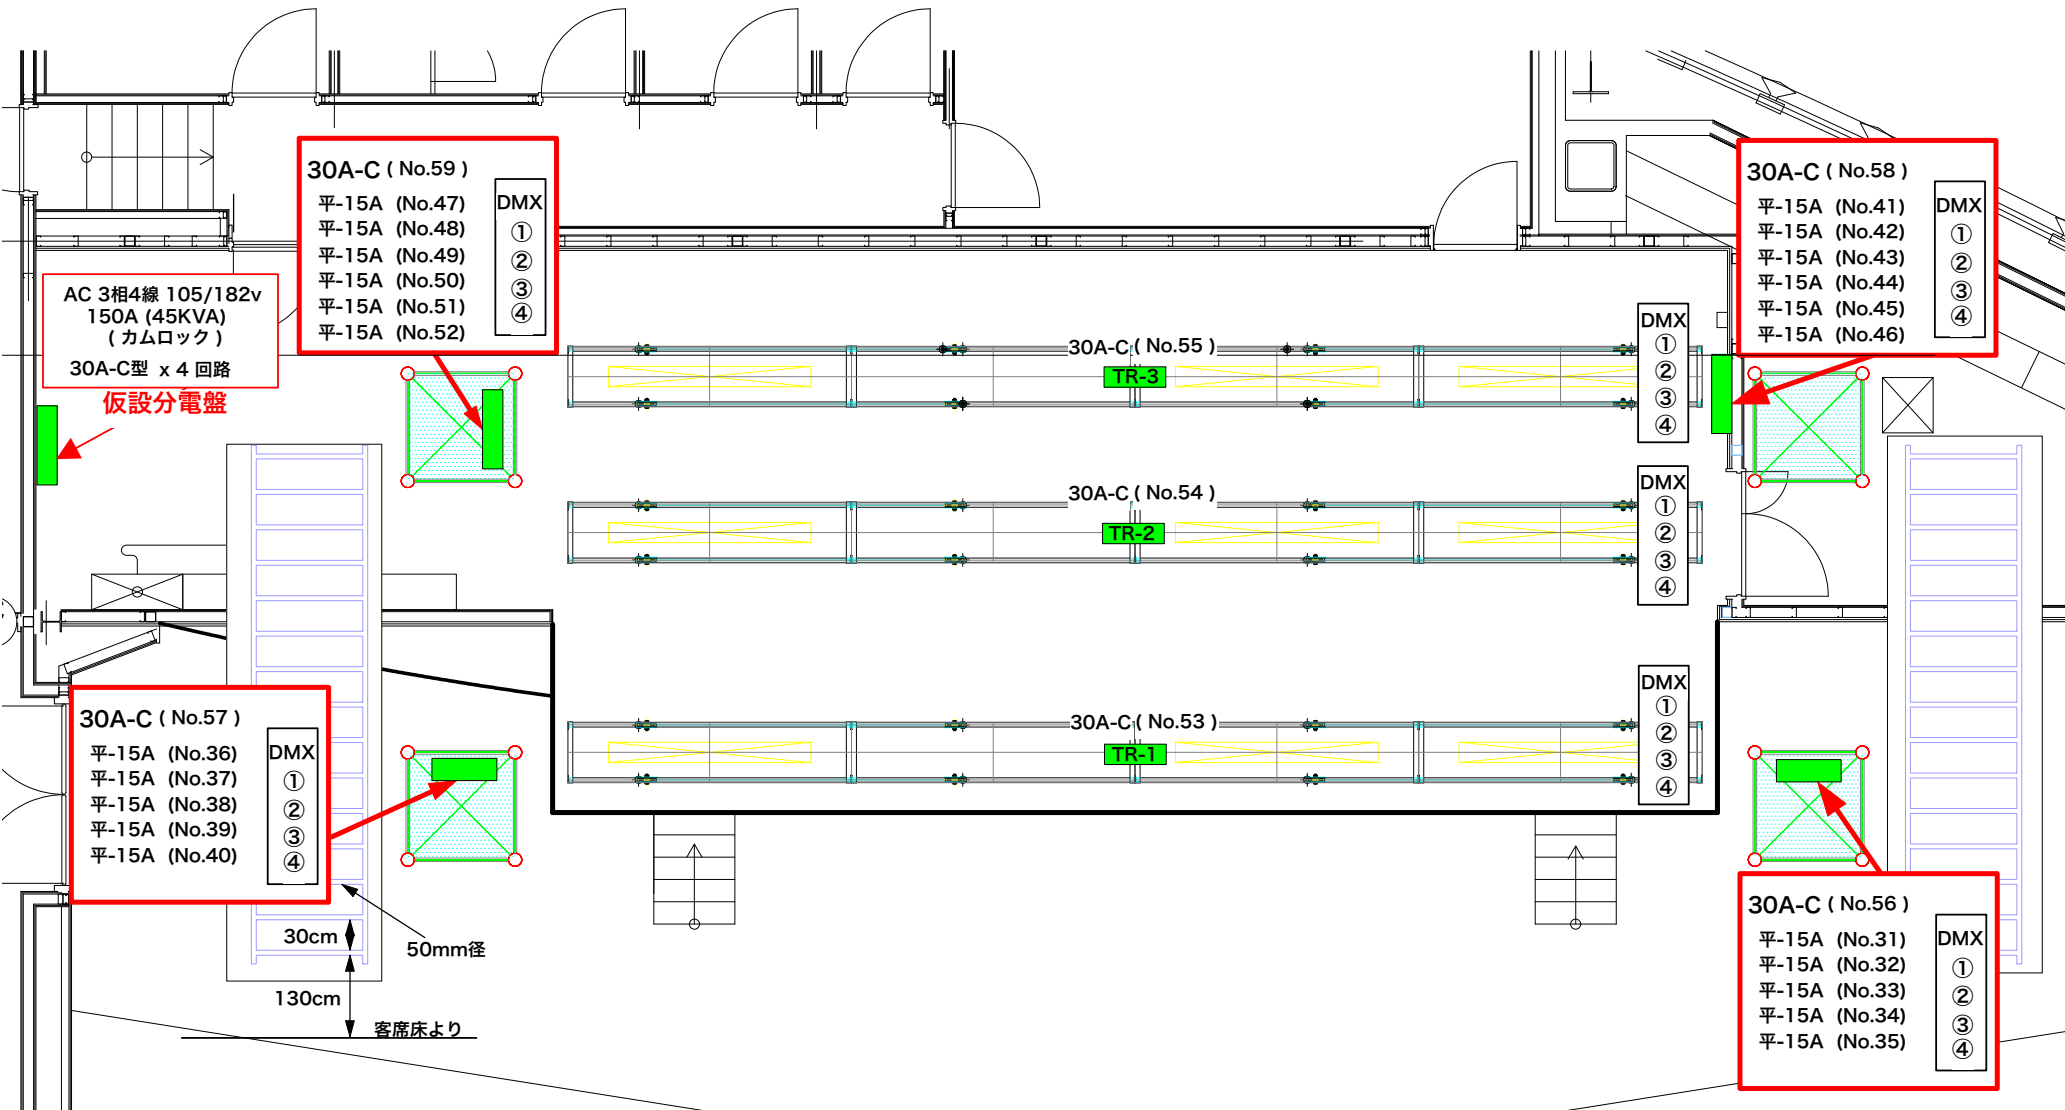 30A-C ( No.59 )
平-15A (No.47)
平-15A (No.48)
平-15A (No.49)
平-15A (No.50)
平-15A (No.51)
平-15A (No.52)
DMX
①
②
③
④
30A-C ( No.58 )
平-15A (No.41)
平-15A (No.42)
平-15A (No.43)
平-15A (No.44)
平-15A (No.45)
平-15A (No.46)
DMX
①
②
③
④
AC 3相4線 105/182v
150A (45KVA)
( カムロック )
30A-C型 x 4 回路
仮設分電盤
30A-C ( No.55 )
TR-3
DMX
①
②
③
④
30A-C ( No.54 )
TR-2
DMX
①
②
③
④
30A-C ( No.53 )
TR-1
DMX
①
②
③
④
30A-C ( No.57 )
平-15A (No.36)
平-15A (No.37)
平-15A (No.38)
平-15A (No.39)
平-15A (No.40)
DMX
①
②
③
④
30A-C ( No.56 )
平-15A (No.31)
平-15A (No.32)
平-15A (No.33)
平-15A (No.34)
平-15A (No.35)
DMX
①
②
③
④
30cm
50mm径
130cm
客席床より